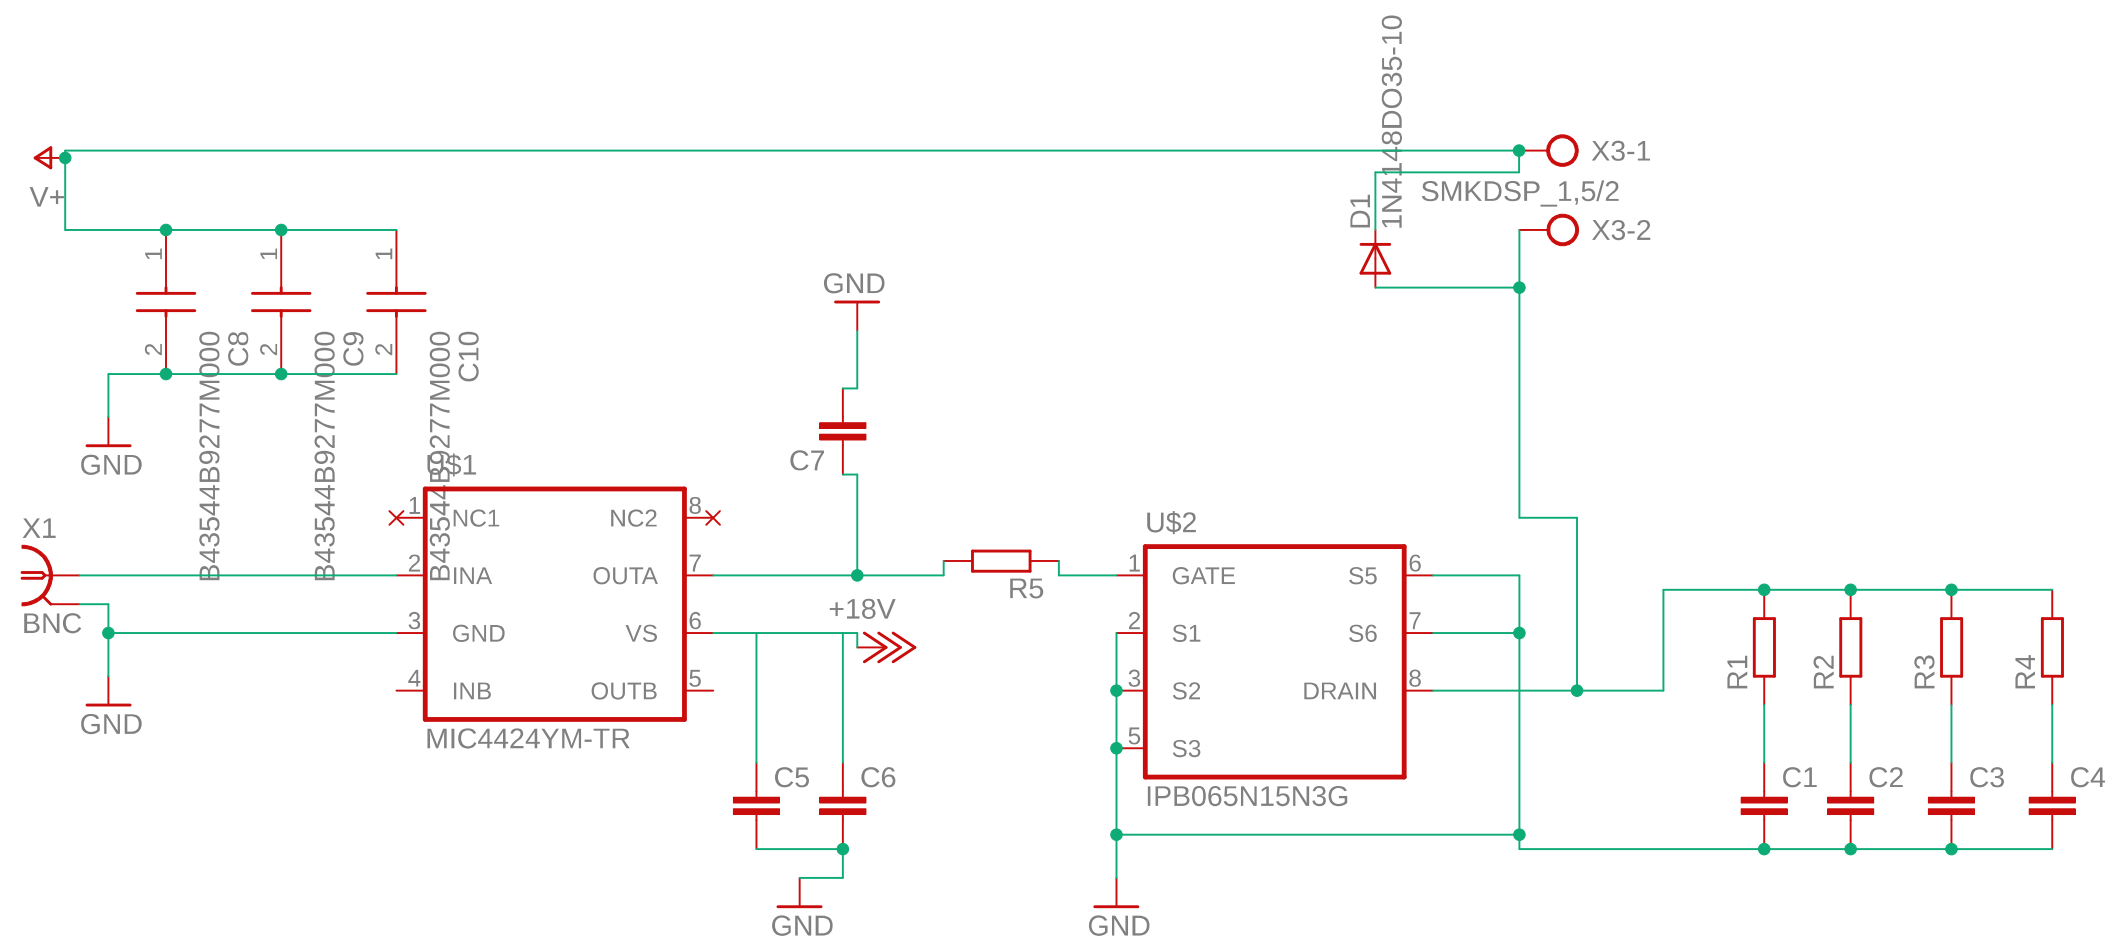 1N4148DO35-10
D1
X3-1
SMKDSP_1,5/2
X3-2
V+
1
1
1
2
2
2
C8
C9
C10
B43544B9277M000
B43544B9277M000
B43544B9277M000
GND
GND
C7
U$1
X1
BNC
GND
1
2
3
4
NC1
INA
GND
INB
NC2
OUTA
VS
OUTB
8
7
6
5
MIC4424YM-TR
+18V
R5
C5
C6
GND
U$2
1
2
3
5
GATE
S1
S2
S3
S5
S6
DRAIN
6
7
8
IPB065N15N3G
GND
R1
R2
R3
R4
C1
C2
C3
C4